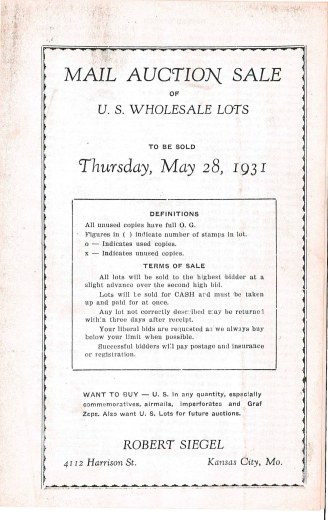 MAIL AUCTION SALE
OF
U. S. WHOLESALE LOTS
TO BE SOLD
Thursday, May 28, 1931
DEFINITIONS
All unused copies have full O. G.
Figures in ( ) indicate number of stamps in lot.
o — Indicates used copies.
x — Indicates unused copies.
TERMS OF SALE
All lots will be sold to the highest bidder at a
slight advance over the second high bid.
Lots will be sold for CASH and must be taken
up and paid for at once.
Any lot not correctly described may be returned
within three days after receipt.
Your liberal bids are requested as we always buy
below your limit when possible.
Successful bidders will pay postage and insurance
or registration.
WANT TO BUY — U. S. in any quantity, especially
commemoratives, airmails, imperforates and Graf
Zeps. Also want U. S. Lots for future auctions.
ROBERT SIEGEL
4112 Harrison St. Kansas City, Mo.